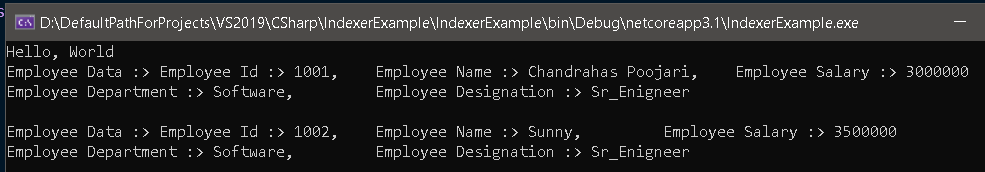 D:\DefaultPathForProjects\VS2019\CSharp\IndexerExample\IndexerExample\bin\Debug\netcoreapp3.1\IndexerExample.exe
Hello, World
Employee Data :> Employee Id :> 1001,    Employee Name :> Chandrahas Poojari,    Employee Salary :> 3000000
Employee Department :> Software,        Employee Designation :> Sr_Enigneer
Employee Data :> Employee Id :> 1002,    Employee Name :> Sunny,        Employee Salary :> 3500000
Employee Department :> Software,        Employee Designation :> Sr_Enigneer